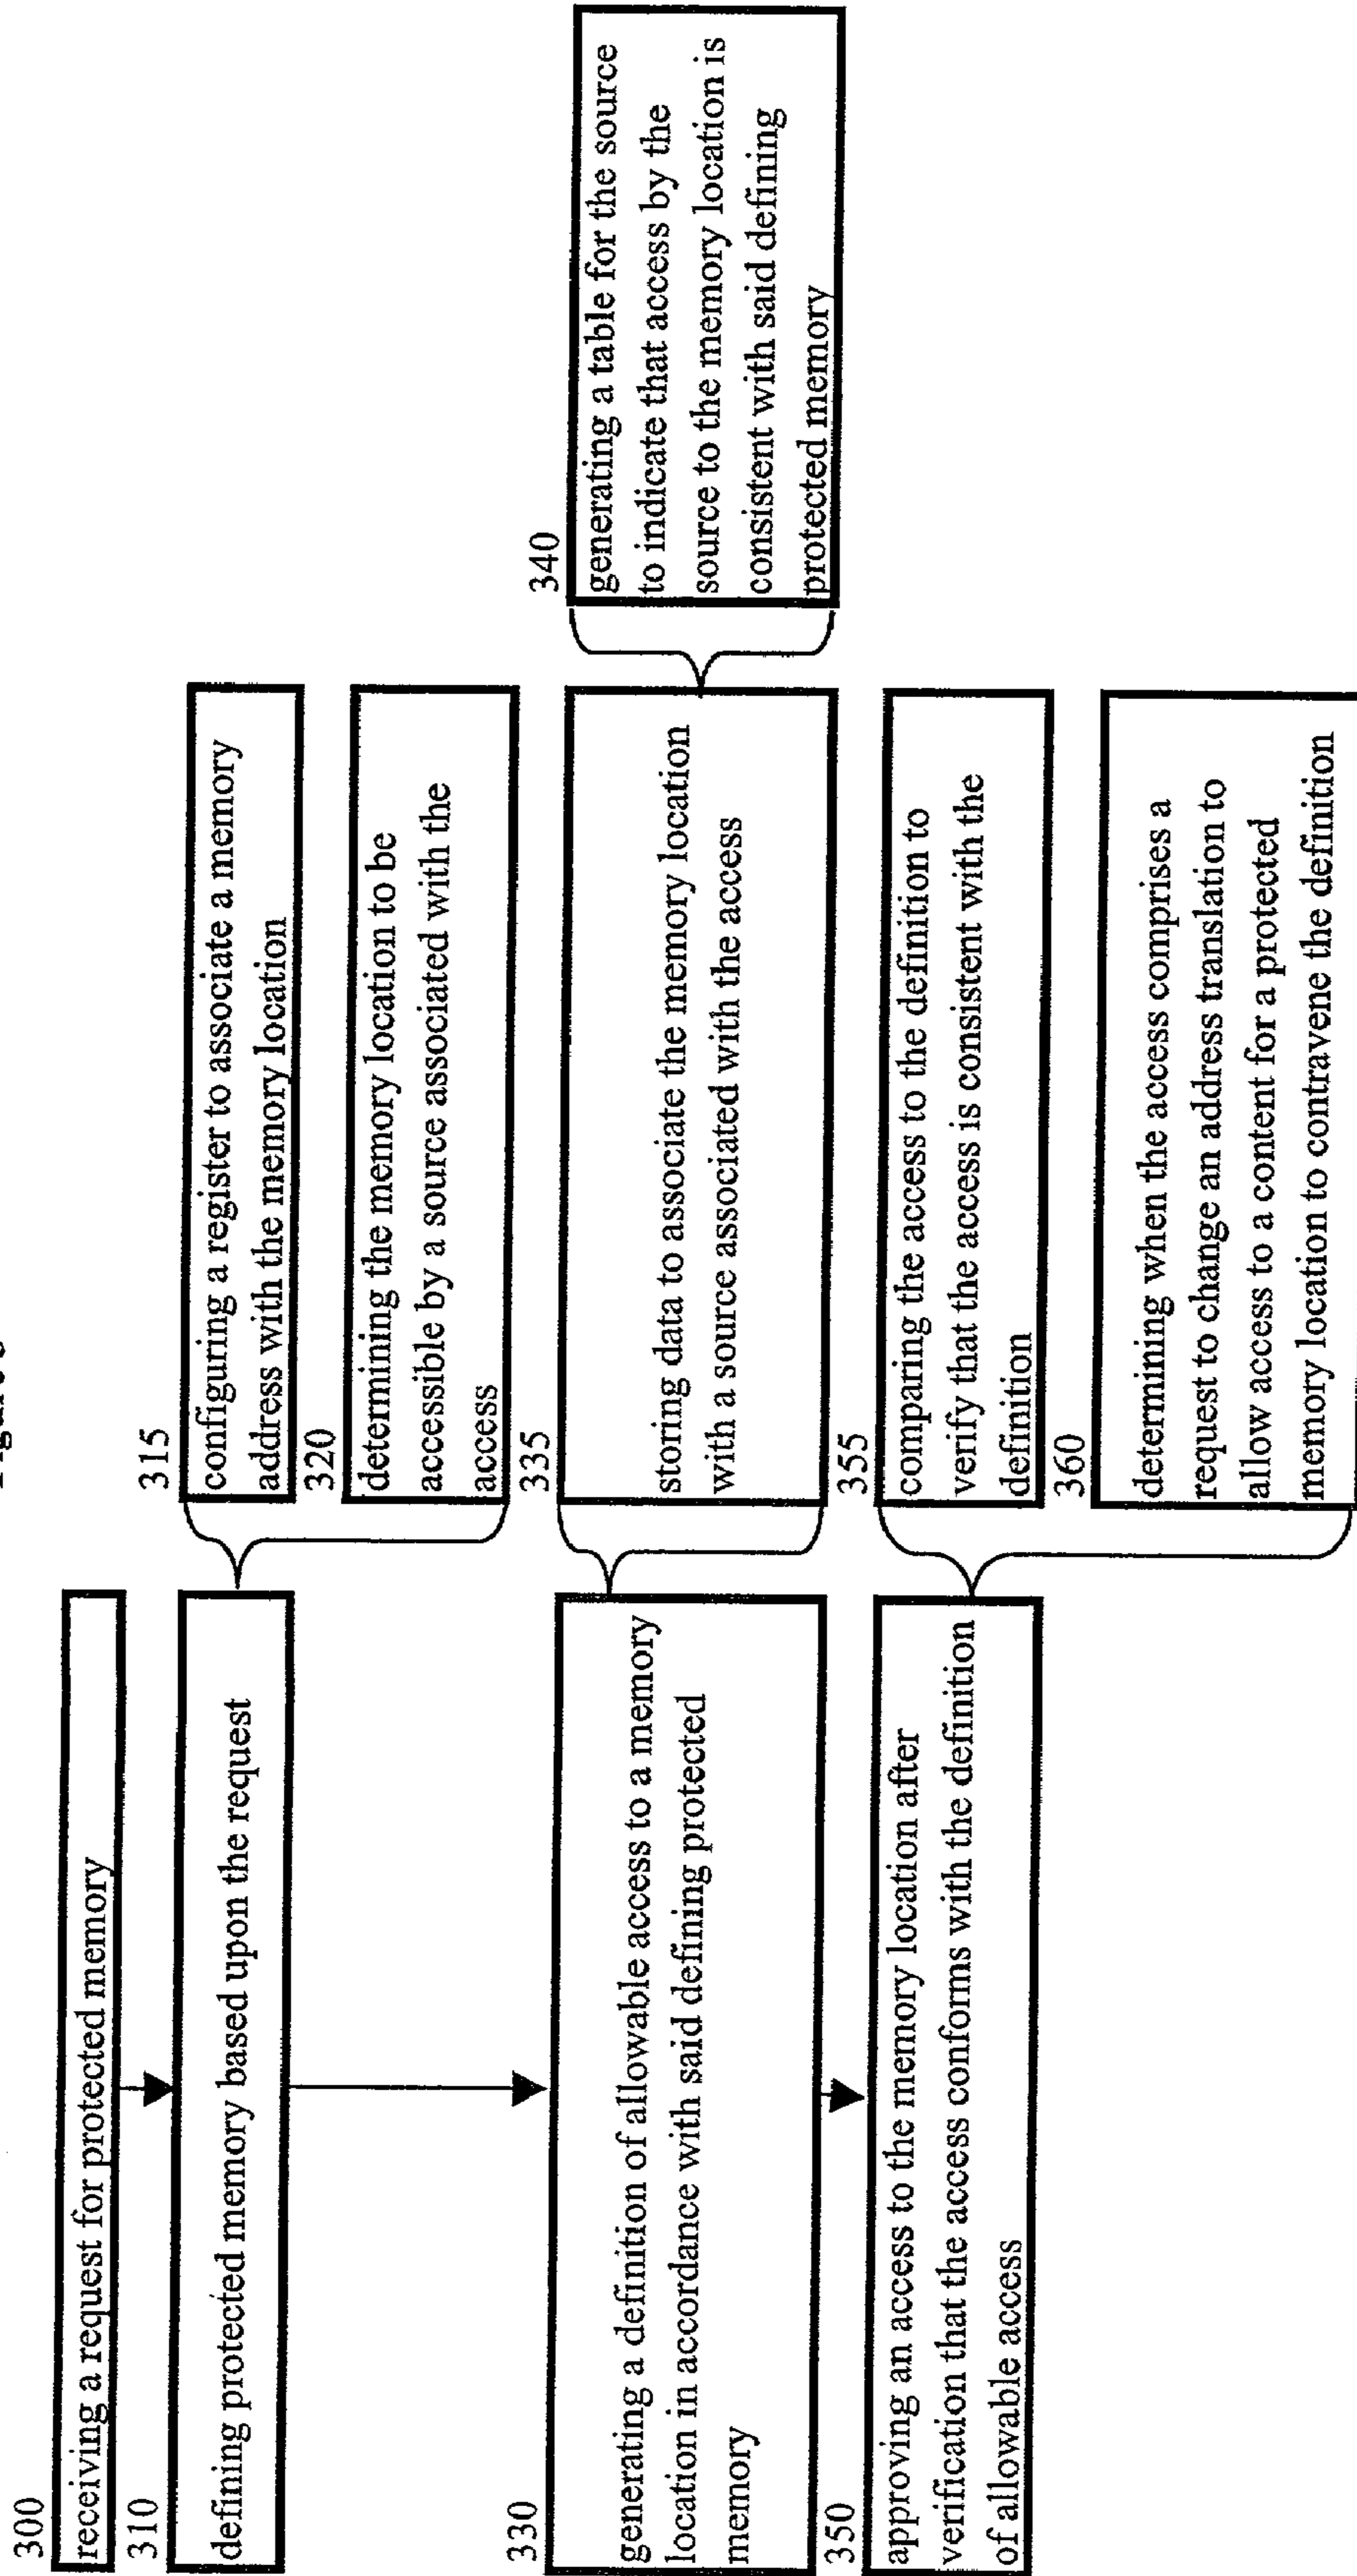 300
receiving a request for protected memory
310
defining protected memory based upon the request
315
configuring a register to associate a memory
address with the memory location
320
determining the memory location to be
accessible by a source associated with the
access
330
generating a definition of allowable access to a memory
location in accordance with said defining protected
memory
335
storing data to associate the memory location
with a source associated with the access
340
generating a table for the source
to indicate that access by the
source to the memory location is
consistent with said defining
protected memory
350
approving an access to the memory location after
verification that the access conforms with the definition
of allowable access
355
comparing the access to the definition to
verify that the access is consistent with the
definition
360
determining when the access comprises a
request to change an address translation to
allow access to a content for a protected
memory location to contravene the definition